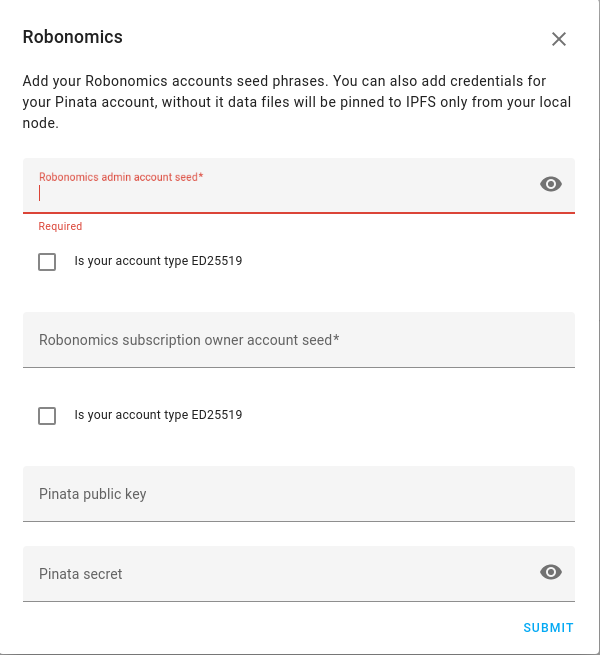 Robonomics
Add your Robonomics accounts seed phrases. You can also add credentials for
your Pinata account, without it data files will be pinned to IPFS only from your local
node.
Robonomics admin account seed*
Required
Is your account type ED25519
Robonomics subscription owner account seed*
Is your account type ED25519
Pinata public key
Pinata secret
SUBMIT